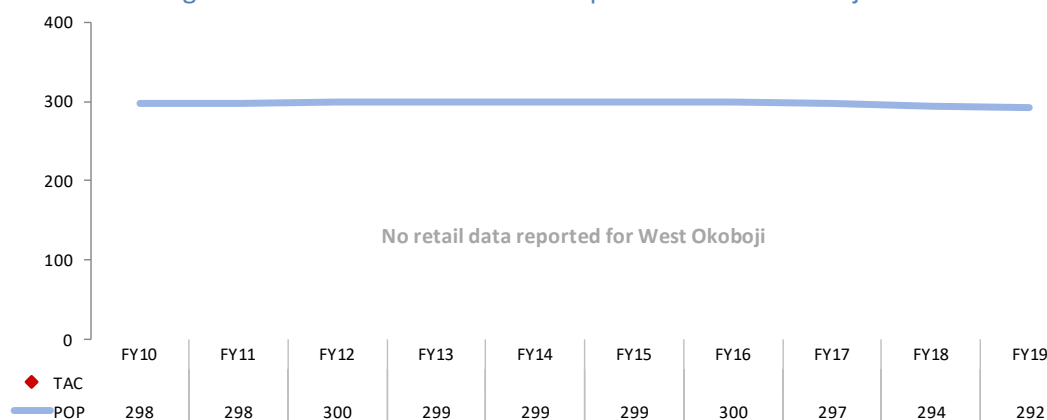 400
300
200
No retail data reported for West Okoboji
100
0
FY10 FY11 FY12 FY13 FY14 FY15 FY16 FY17 FY18 FY19
TAC
POP 298 298 300 299 299 299 300 297 294 292